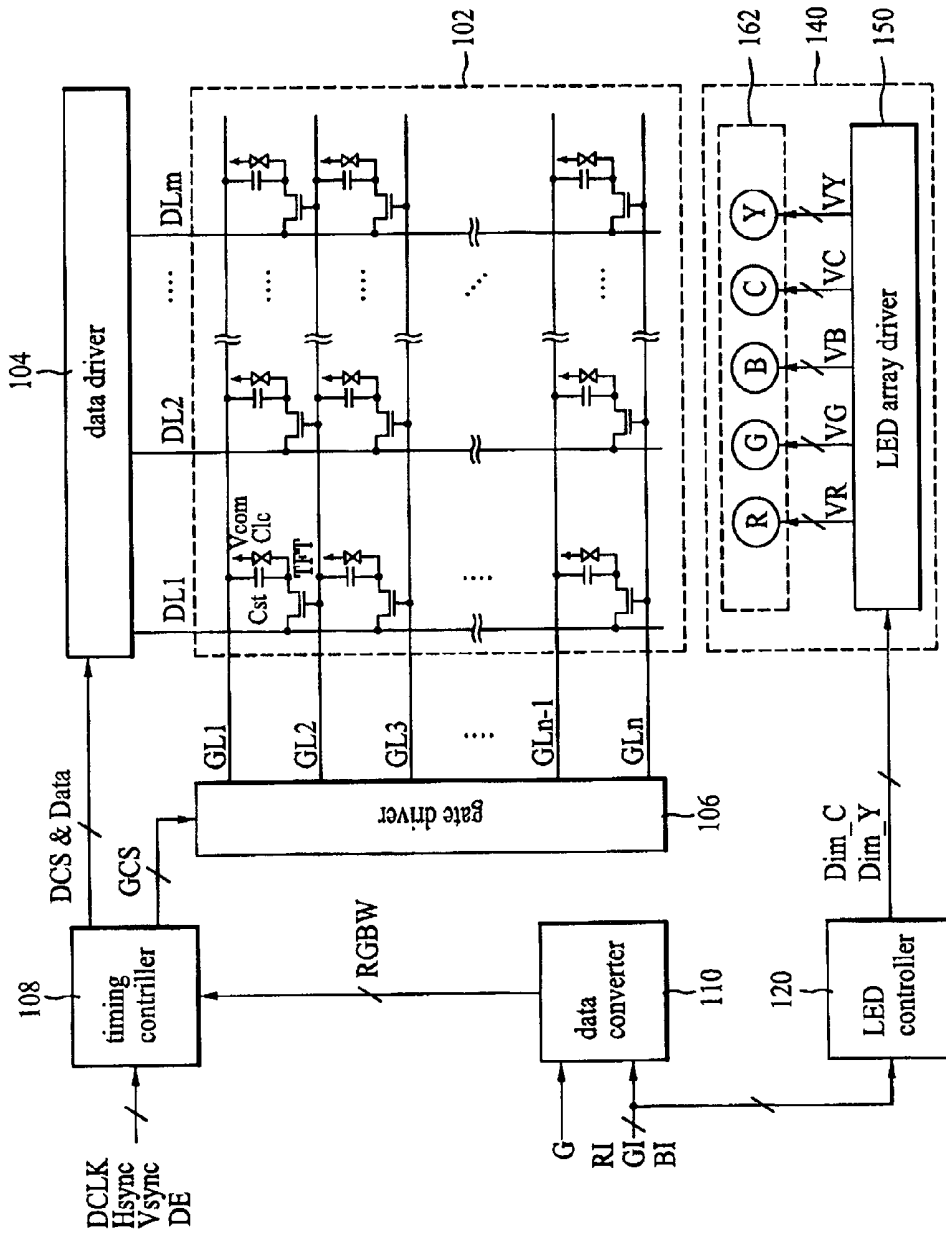 DCLK
Hsync
Vsync
DE
108
timing
contriller
DCS & Data
GCS
104
data driver
DL1
DL2
....
DLm
102
GL1
GL2
GL3
....
GLn-1
GLn
gate driver
106
Cst
Vcom
Clc
TFT
....
....
....
....
....
....
RGBW
G
RI
GI
BI
data
converter
110
120
LED
controller
Dim_C
Dim_Y
162
140
150
R
G
B
C
Y
VR
VG
VB
VC
VY
LED array driver